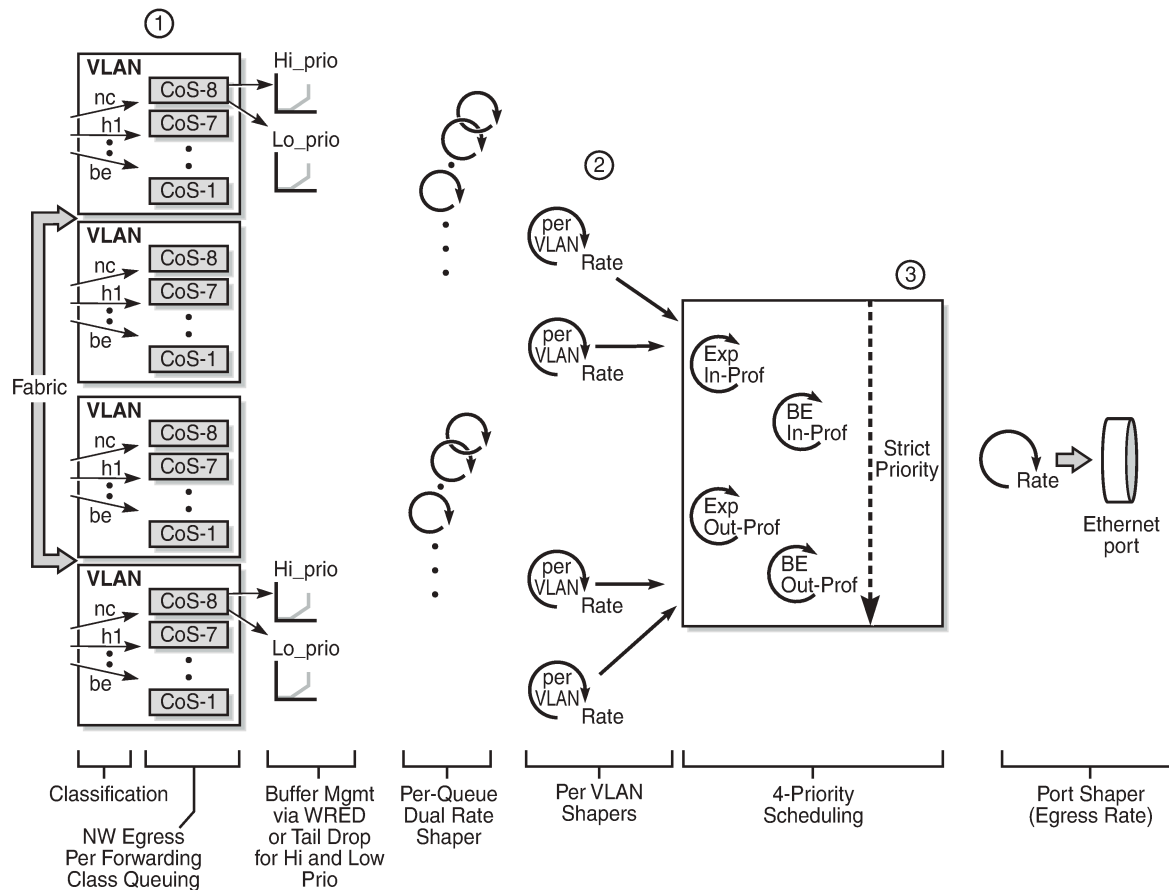 1
VLAN
nc
h1
be
CoS-8
CoS-7
CoS-1
Hi_prio
Lo_prio
VLAN
nc
h1
be
CoS-8
CoS-7
CoS-1
Fabric
VLAN
nc
h1
be
CoS-8
CoS-7
CoS-1
VLAN
nc
h1
be
CoS-8
CoS-7
CoS-1
Hi_prio
Lo_prio
2
per
VLAN
Rate
per
VLAN
Rate
per
VLAN
Rate
per
VLAN
Rate
3
Exp
In-Prof
BE
In-Prof
Exp
Out-Prof
BE
Out-Prof
Strict
Priority
Rate
Ethernet
port
Classification
NW Egress
Per Forwarding
Class Queuing
Buffer Mgmt
via WRED
or Tail Drop
for Hi and Low
Prio
Per-Queue
Dual Rate
Shaper
Per VLAN
Shapers
4-Priority
Scheduling
Port Shaper
(Egress Rate)